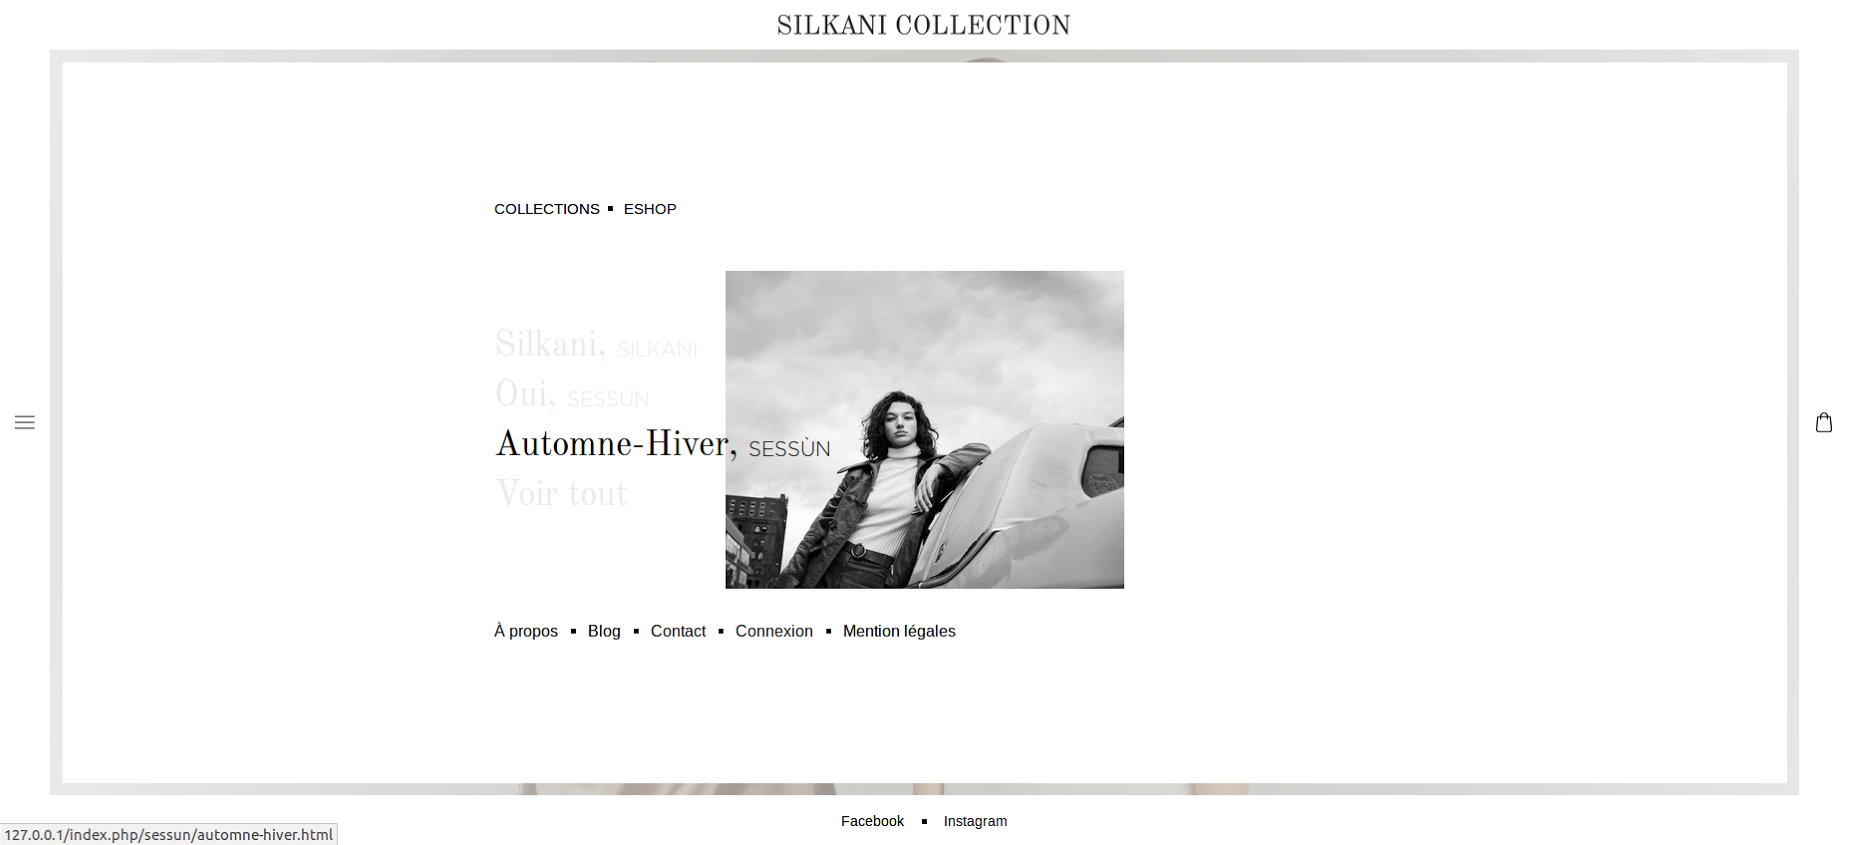 SILKANI COLLECTION
COLLECTIONS ▪ ESHOP
Silkani, SILKANI
Oui, SESSÙN
Automne-Hiver, SESSÙN
Voir tout
À propos ▪ Blog ▪ Contact ▪ Connexion ▪ Mention légales
Facebook ▪ Instagram
127.0.0.1/index.php/sessun/automne-hiver.html